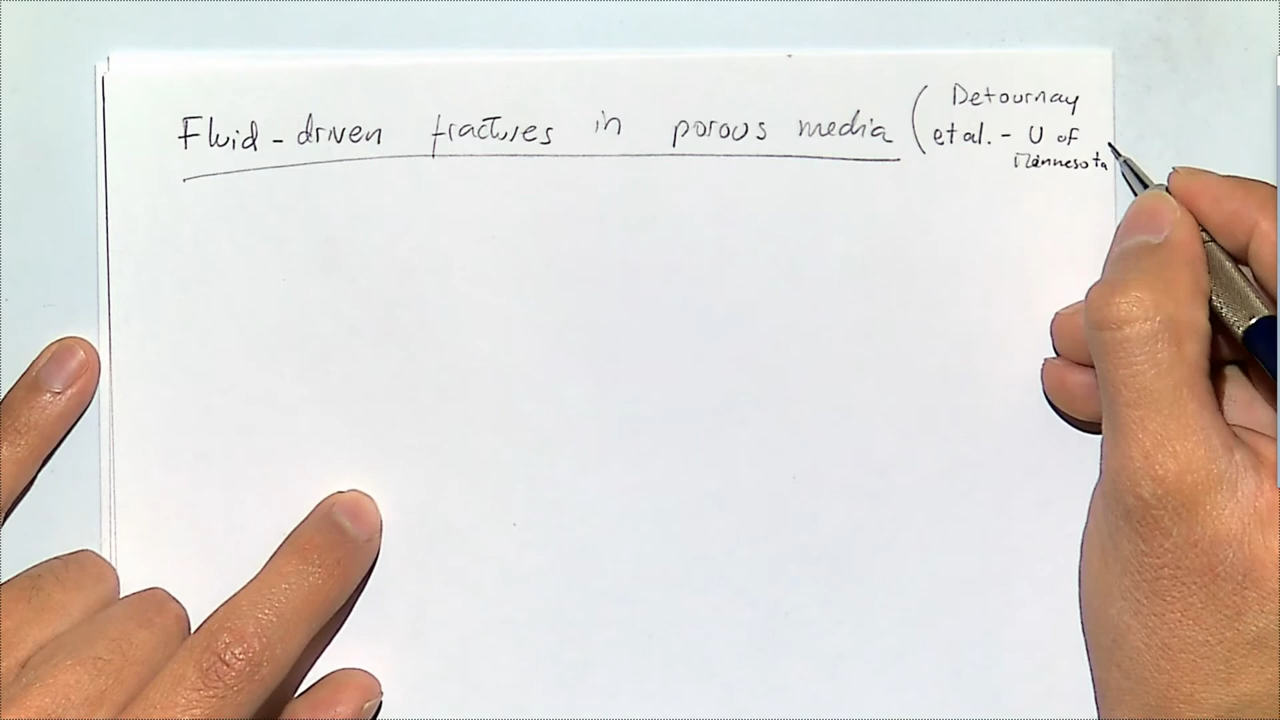 Fluid-driven fractures in porous media (Detournay
et al. - U of
Minnesota